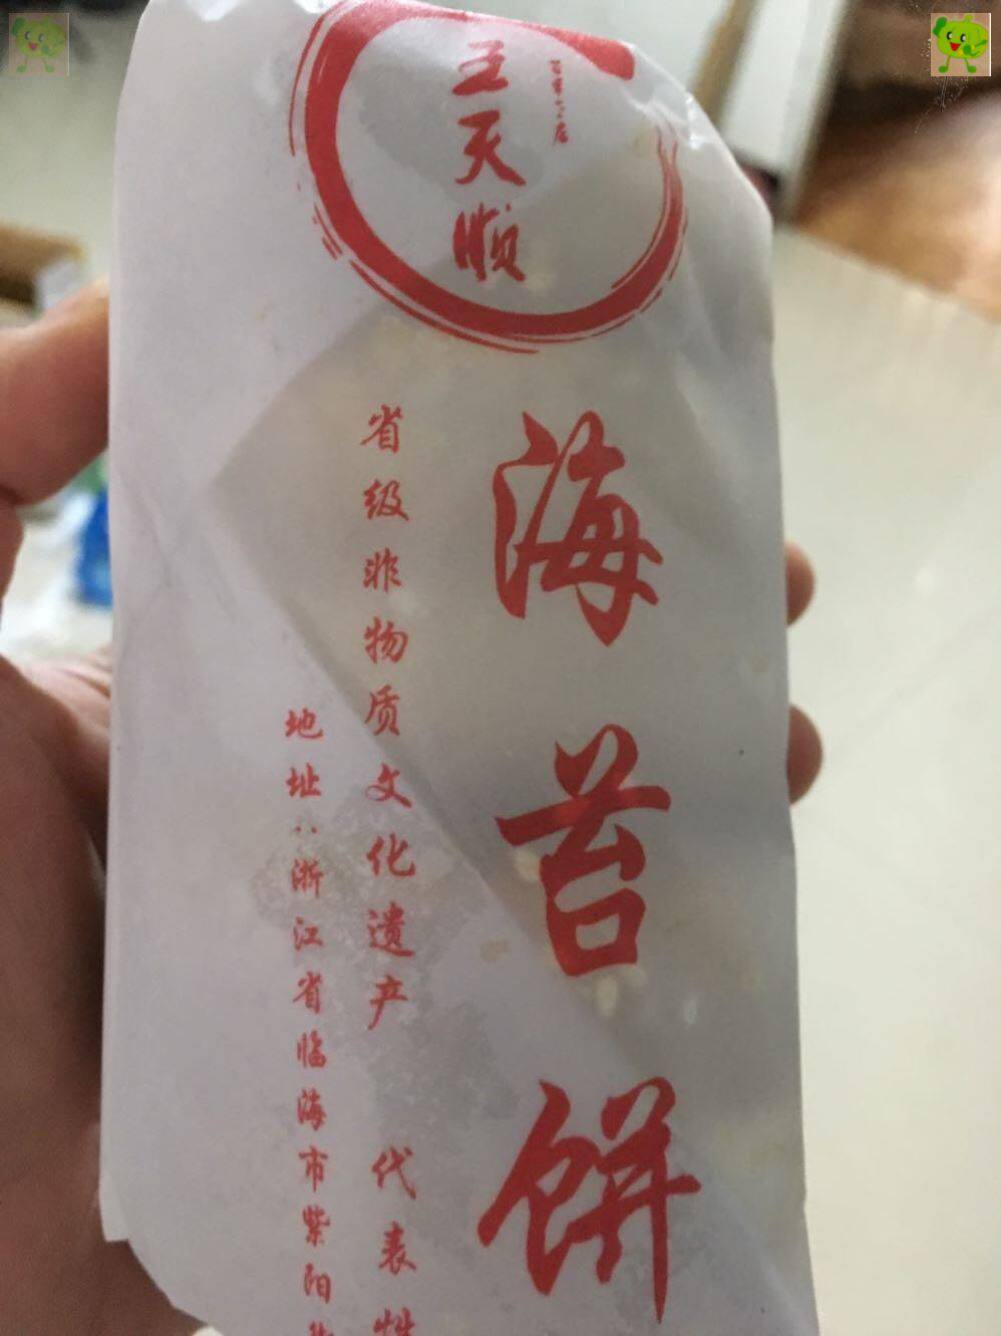 王天顺
海苔饼
省级非物质文化遗产 代表性
地址:浙江省临海市紫阳